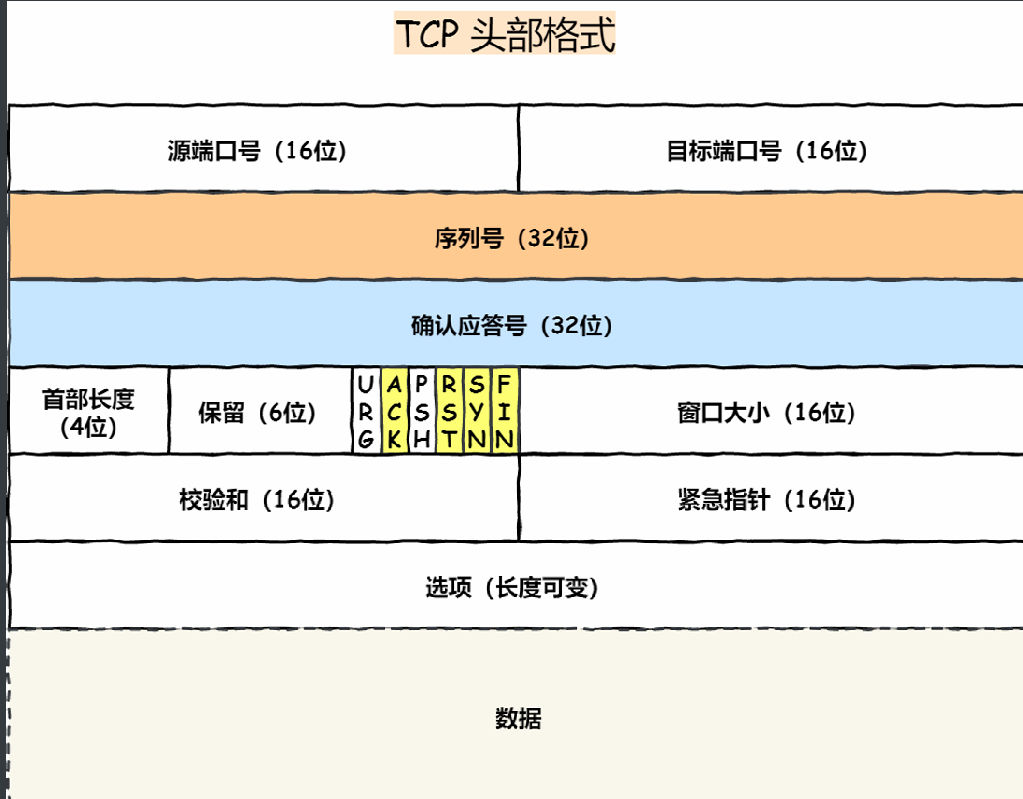 TCP 头部格式
源端口号（16位）
目标端口号（16位）
序列号（32位）
确认应答号（32位）
首部长度
（4位）
保留（6位）
URG
ACK
PSH
RST
SYN
FIN
窗口大小（16位）
校验和（16位）
紧急指针（16位）
选项（长度可变）
数据